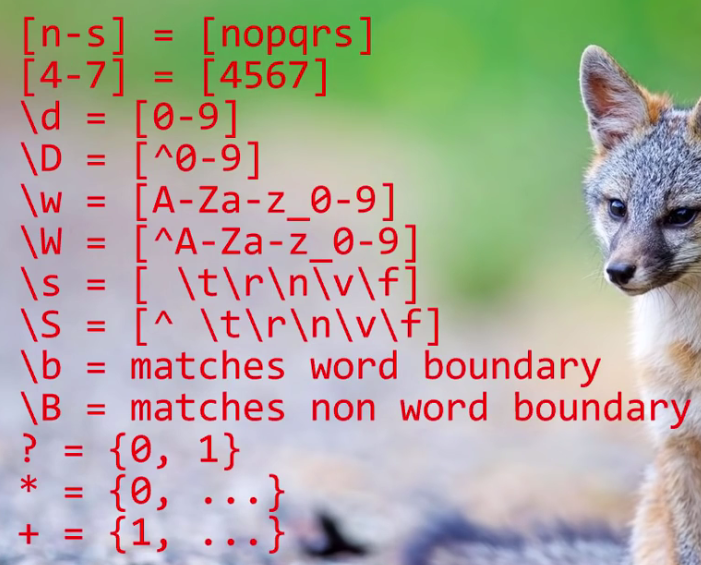 [n-s] = [nopqrs]
[4-7] = [4567]
\d = [0-9]
\D = [^0-9]
\w = [A-Za-z_0-9]
\W = [^A-Za-z_0-9]
\s = [ \t\r\n\v\f]
\S = [^ \t\r\n\v\f]
\b = matches word boundary
\B = matches non word boundary
? = {0, 1}
* = {0, ...}
+ = {1, ...}